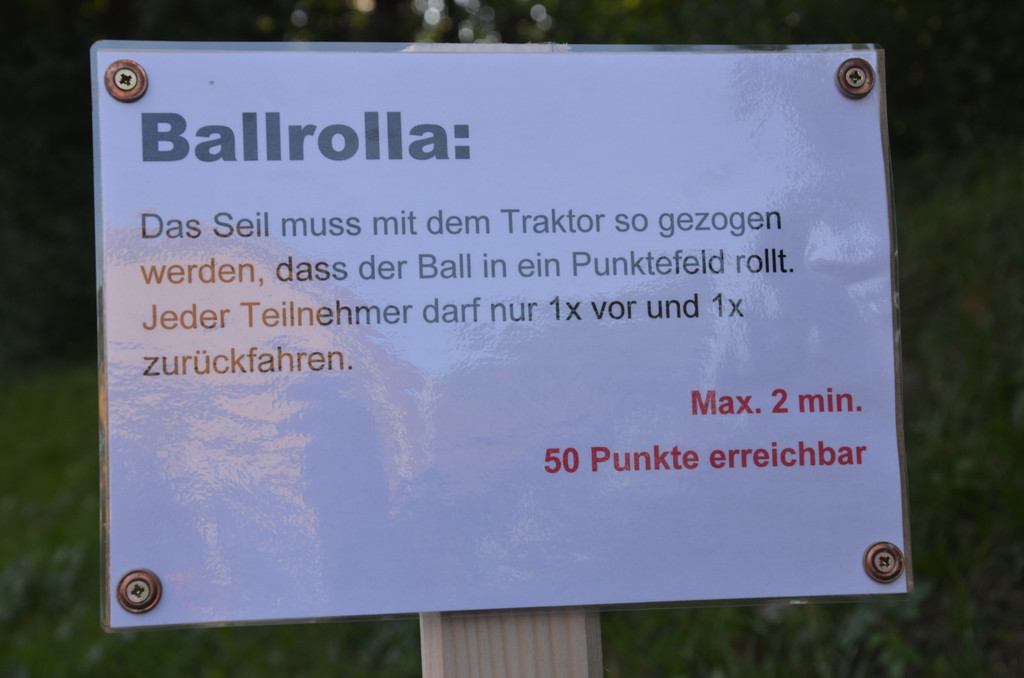 Ballrolla:
Das Seil muss mit dem Traktor so gezogen
werden, dass der Ball in ein Punktefeld rollt.
Jeder Teilnehmer darf nur 1x vor und 1x
zurückfahren.
Max. 2 min.
50 Punkte erreichbar